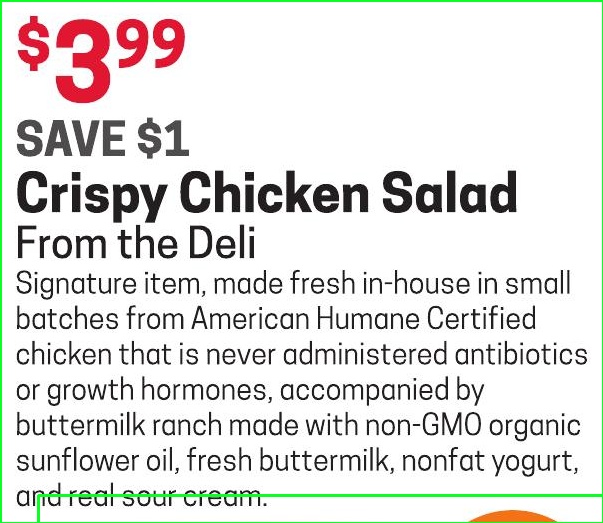 $3.99
SAVE $1
Crispy Chicken Salad
From the Deli
Signature item, made fresh in-house in small
batches from American Humane Certified
chicken that is never administered antibiotics
or growth hormones, accompanied by
buttermilk ranch made with non-GMO organic
sunflower oil, fresh buttermilk, nonfat yogurt,
and real sour cream.